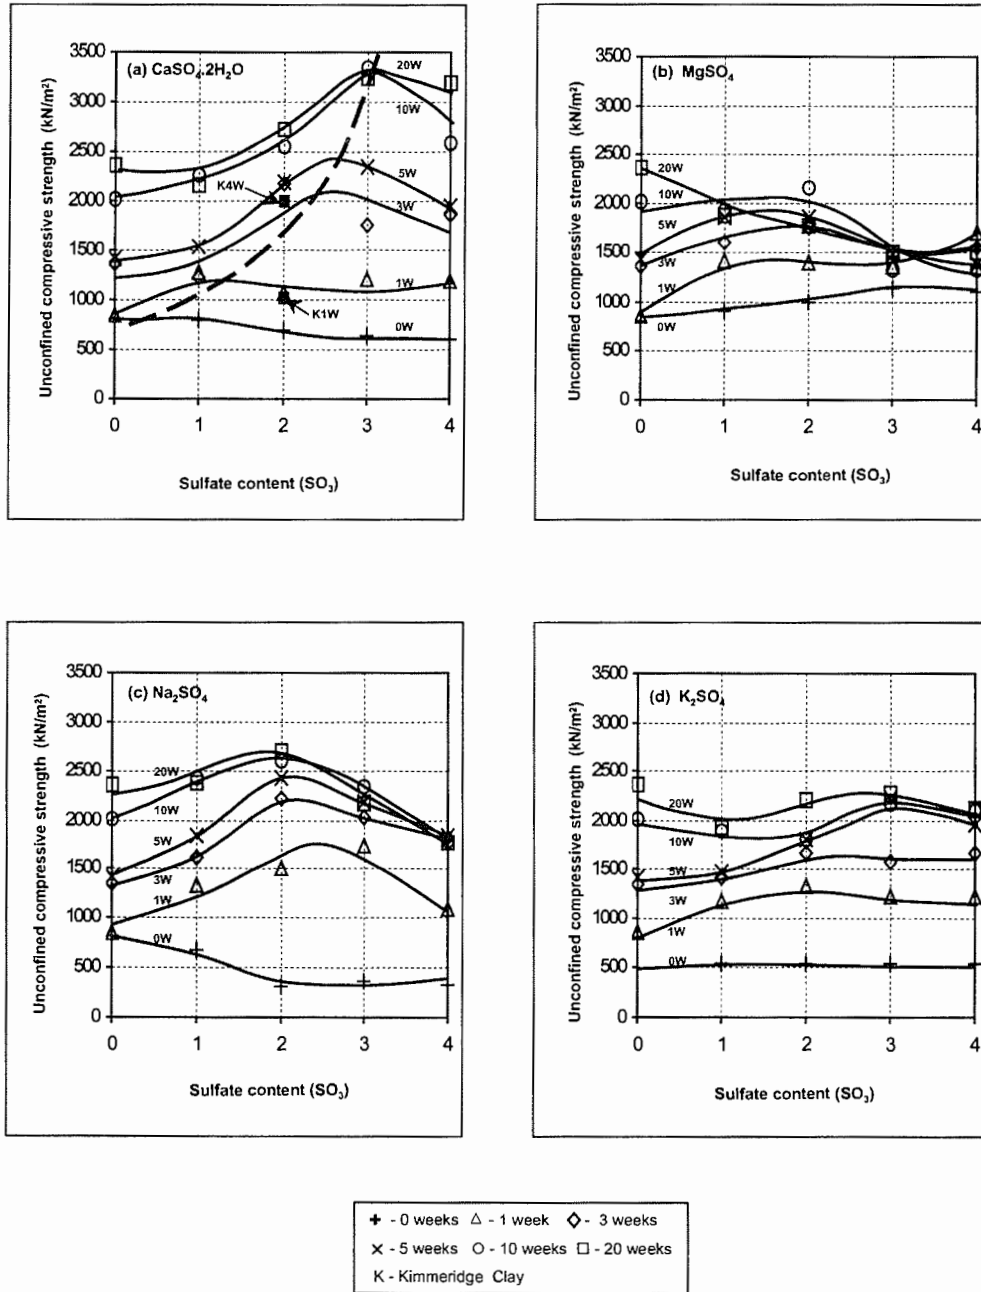 (a) CaSO₄.2H₂O
Unconfined compressive strength (kN/m²)
3500
3000
2500
2000
1500
1000
500
0
20W
10W
5W
K4W
3W
1W
K1W
0W
0 1 2 3 4
Sulfate content (SO₃)
(b) MgSO₄
Unconfined compressive strength (kN/m²)
3500
3000
2500
2000
1500
1000
500
0
20W
10W
5W
3W
1W
0W
0 1 2 3 4
Sulfate content (SO₃)
(c) Na₂SO₄
Unconfined compressive strength (kN/m²)
3500
3000
2500
2000
1500
1000
500
0
20W
10W
5W
3W
1W
0W
0 1 2 3 4
Sulfate content (SO₃)
(d) K₂SO₄
Unconfined compressive strength (kN/m²)
3500
3000
2500
2000
1500
1000
500
0
20W
10W
5W
3W
1W
0W
0 1 2 3 4
Sulfate content (SO₃)
+ - 0 weeks △ - 1 week ◇ - 3 weeks
× - 5 weeks ○ - 10 weeks □ - 20 weeks
K - Kimmeridge Clay